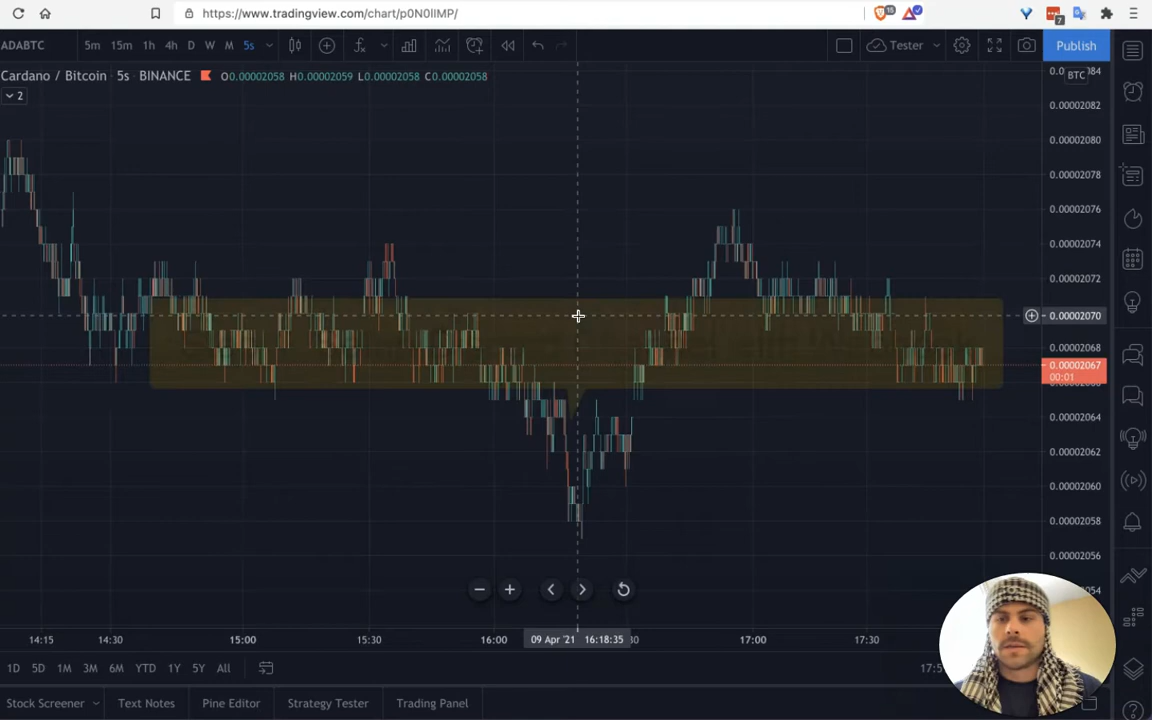 https://www.tradingview.com/chart/p0N0lIMP/
15
7
ADABTC
5m 15m 1h 4h D W M 5s
Tester
Publish
Cardano / Bitcoin · 5s · BINANCE O0.00002058 H0.00002059 L0.00002058 C0.00002058
2
BTC
0.00002082
0.00002080
0.00002078
0.00002076
0.00002074
0.00002072
0.00002070
0.00002068
0.00002067
00:01
0.00002064
0.00002062
0.00002060
0.00002058
0.00002056
14:15 14:30 15:00 15:30 16:00 09 Apr '21 16:18:35 17:00 17:30
1D 5D 1M 3M 6M YTD 1Y 5Y All
Stock Screener Text Notes Pine Editor Strategy Tester Trading Panel